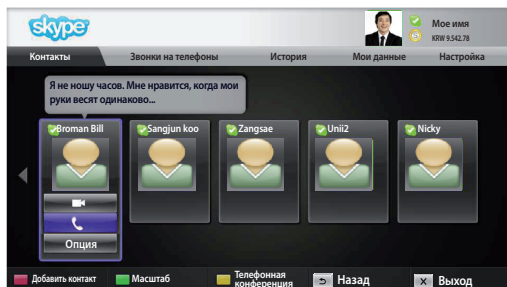 skype
Мое имя
KRW 9.542.78
Контакты Звонки на телефоны История Мои данные Настройка
Я не ношу часов. Мне нравится, когда мои
руки весят одинаково...
Broman Bill Sangjun koo Zangsae Unii2 Nicky
Опция
Добавить контакт Масштаб Телефонная
конференция Назад X Выход